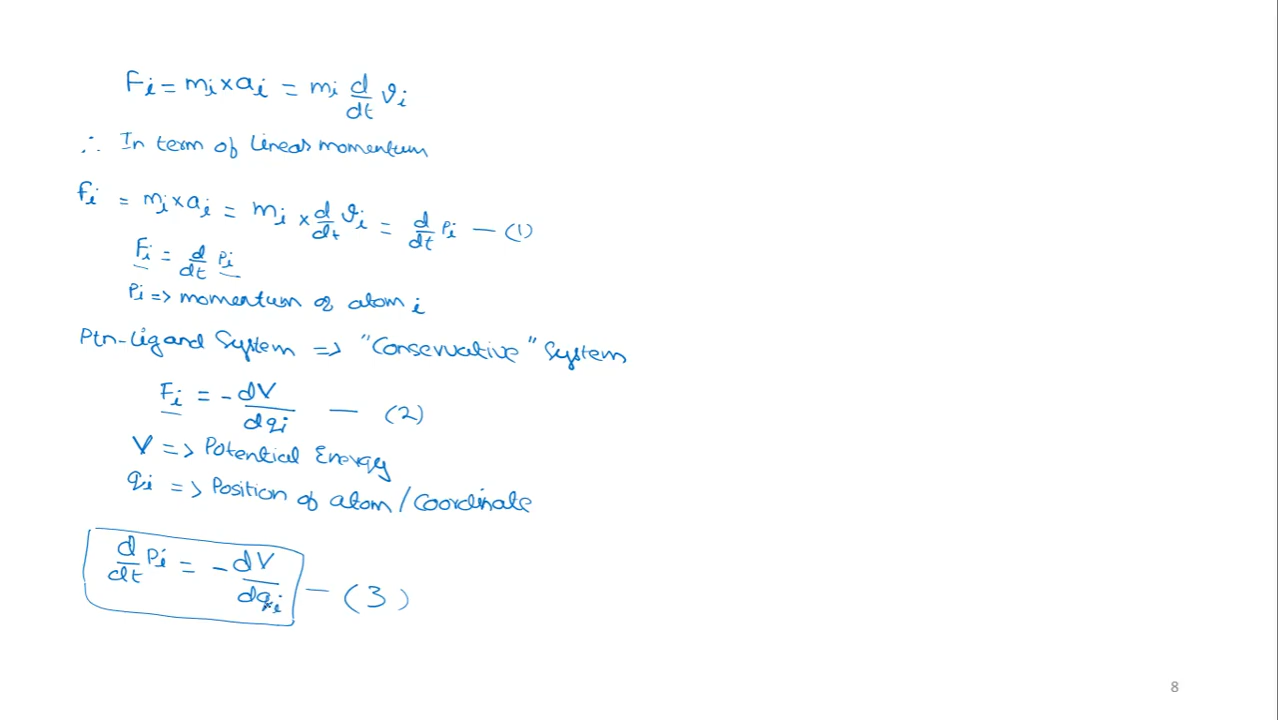 Fi = mi × ai = mi d/dt ϑi
∴ In term of Linear momentum
fi = mi × ai = mi × d/dt ϑi = d/dt Pi — (1)
Fi = d/dt Pi
Pi => momentum of atom i
Ptn-Ligand System => "Conservative" System
Fi = - dV/dqi — (2)
V => Potential Energy
qi => Position of atom / Coordinate
d/dt Pi = - dV/dqi — (3)
8